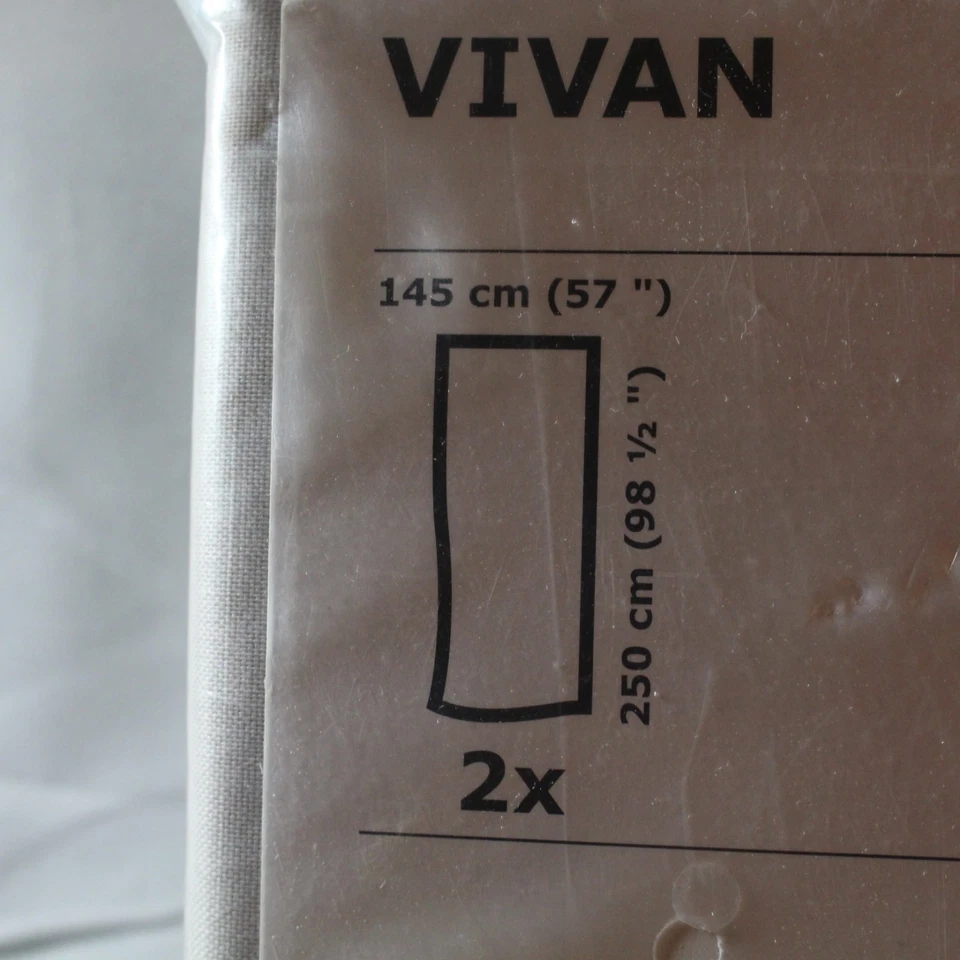 VIVAN
145 cm (57 ")
250 cm (98 ½ ")
2x